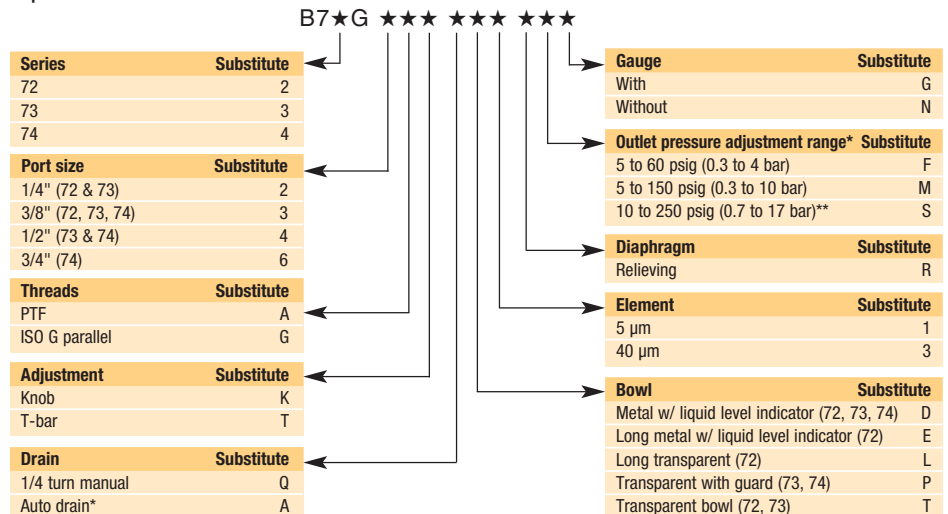 B7★G ★★★ ★★★ ★★★
Series Substitute
72 2
73 3
74 4
Port size Substitute
1/4" (72 & 73) 2
3/8" (72, 73, 74) 3
1/2" (73 & 74) 4
3/4" (74) 6
Threads Substitute
PTF A
ISO G parallel G
Adjustment Substitute
Knob K
T-bar T
Drain Substitute
1/4 turn manual Q
Auto drain* A
Gauge Substitute
With G
Without N
Outlet pressure adjustment range* Substitute
5 to 60 psig (0.3 to 4 bar) F
5 to 150 psig (0.3 to 10 bar) M
10 to 250 psig (0.7 to 17 bar)** S
Diaphragm Substitute
Relieving R
Element Substitute
5 µm 1
40 µm 3
Bowl Substitute
Metal w/ liquid level indicator (72, 73, 74) D
Long metal w/ liquid level indicator (72) E
Long transparent (72) L
Transparent with guard (73, 74) P
Transparent bowl (72, 73) T